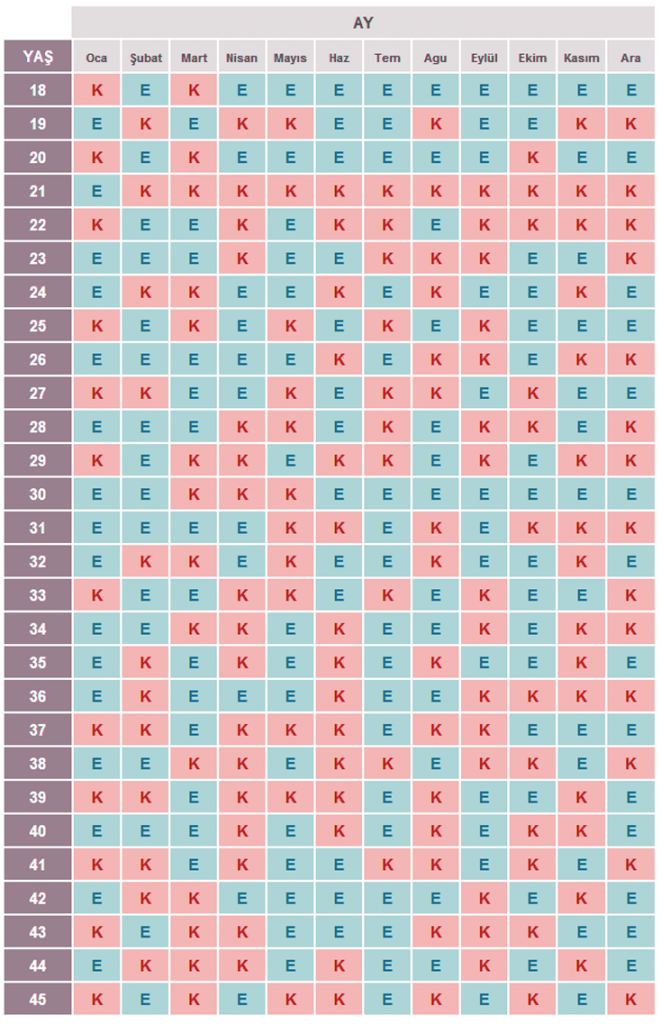 AY
YAŞ Oca Şubat Mart Nisan Mayıs Haz Tem Agu Eylül Ekim Kasım Ara
18 K E K E E E E E E E E E
19 E K E K K E E K E E K K
20 K E K E E E E E E K E E
21 E K K K K K K K K K K K
22 K E E K E K K E K K K K
23 E E E K E E K K K E E K
24 E K K E E K E K E E K E
25 K E K E K E K E K E E E
26 E E E E E K E K K E K K
27 K K E E K E K K E K E E
28 E E E K K E K E K K E K
29 K E K K E K K E K E K K
30 E E K K K E E E E E E E
31 E E E E K K E K E K K K
32 E K K E K E E K E E K E
33 K E E K K E K E K E E K
34 E E K K E K E E K E K K
35 E K E K E K E K E E K E
36 E K E E E K E E K K K K
37 K K E K K K E K K E E E
38 E E K K E K K E K K E K
39 K K E K K K E K E E K E
40 E E E K E K E K E K K E
41 K K E K E E K K E K E K
42 E K K E E E E E K E K E
43 K E K K E E E K K K E E
44 E K K K E K E E K E K E
45 K E K E K K E K E K E K